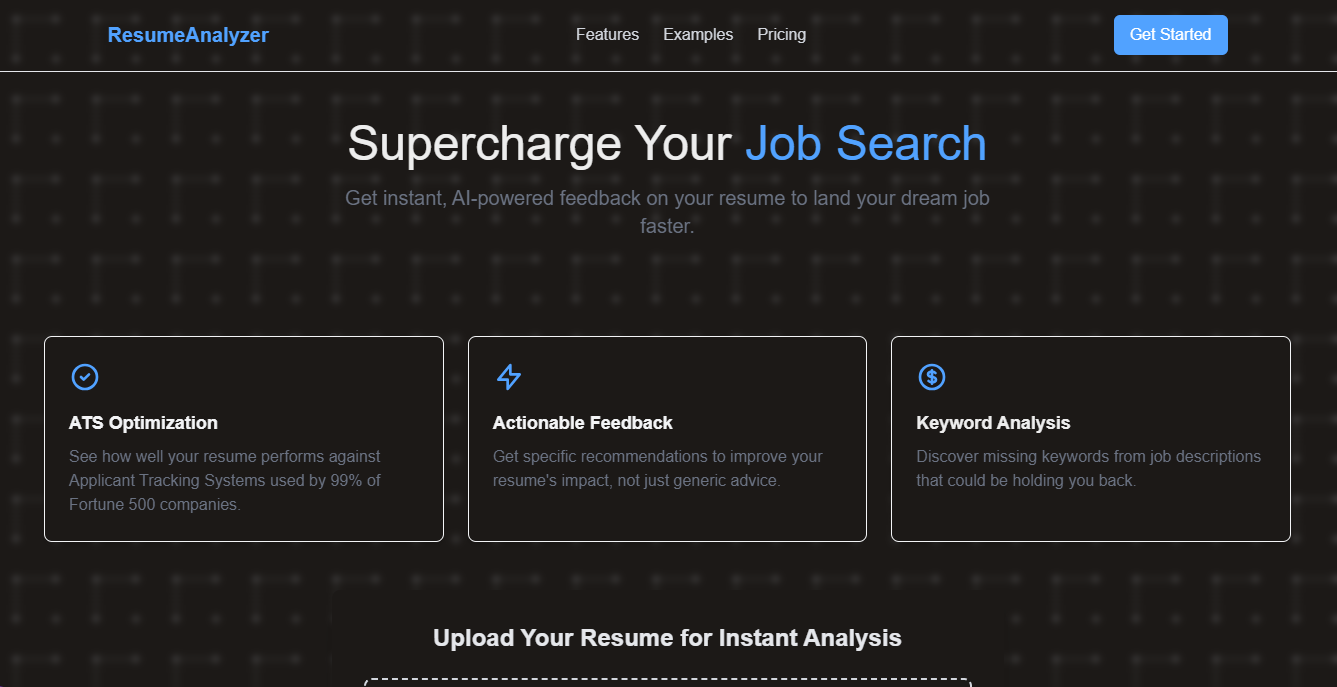 ResumeAnalyzer
Features Examples Pricing
Get Started
Supercharge Your Job Search
Get instant, AI-powered feedback on your resume to land your dream job
faster.
ATS Optimization
See how well your resume performs against
Applicant Tracking Systems used by 99% of
Fortune 500 companies.
Actionable Feedback
Get specific recommendations to improve your
resume's impact, not just generic advice.
Keyword Analysis
Discover missing keywords from job descriptions
that could be holding you back.
Upload Your Resume for Instant Analysis